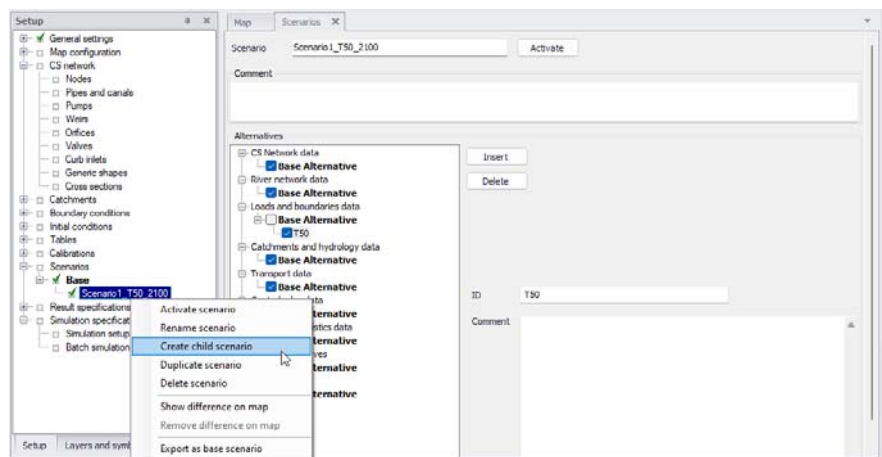 Setup
General settings
Map configuration
CS network
Nodes
Pipes and canals
Pumps
Weirs
Orifices
Valves
Curb inlets
Generic shapes
Cross sections
Catchments
Boundary conditions
Initial conditions
Tables
Calibrations
Scenarios
Base
Scenario1_T50_2100
Result specifications
Simulation specificat
Simulation setup
Batch simulation
Setup
Layers and symb
Activate scenario
Rename scenario
Create child scenario
Duplicate scenario
Delete scenario
Show difference on map
Remove difference on map
Export as base scenario
Map
Scenarios
Scenario
Scenario1_T50_2100
Activate
Comment
Alternatives
CS Network data
Base Alternative
River network data
Base Alternative
Loads and boundaries data
Base Alternative
T50
Catchments and hydrology data
Base Alternative
Transport data
Base Alternative
ternative
istics data
ternative
ves
ternative
ternative
Insert
Delete
ID
T50
Comment